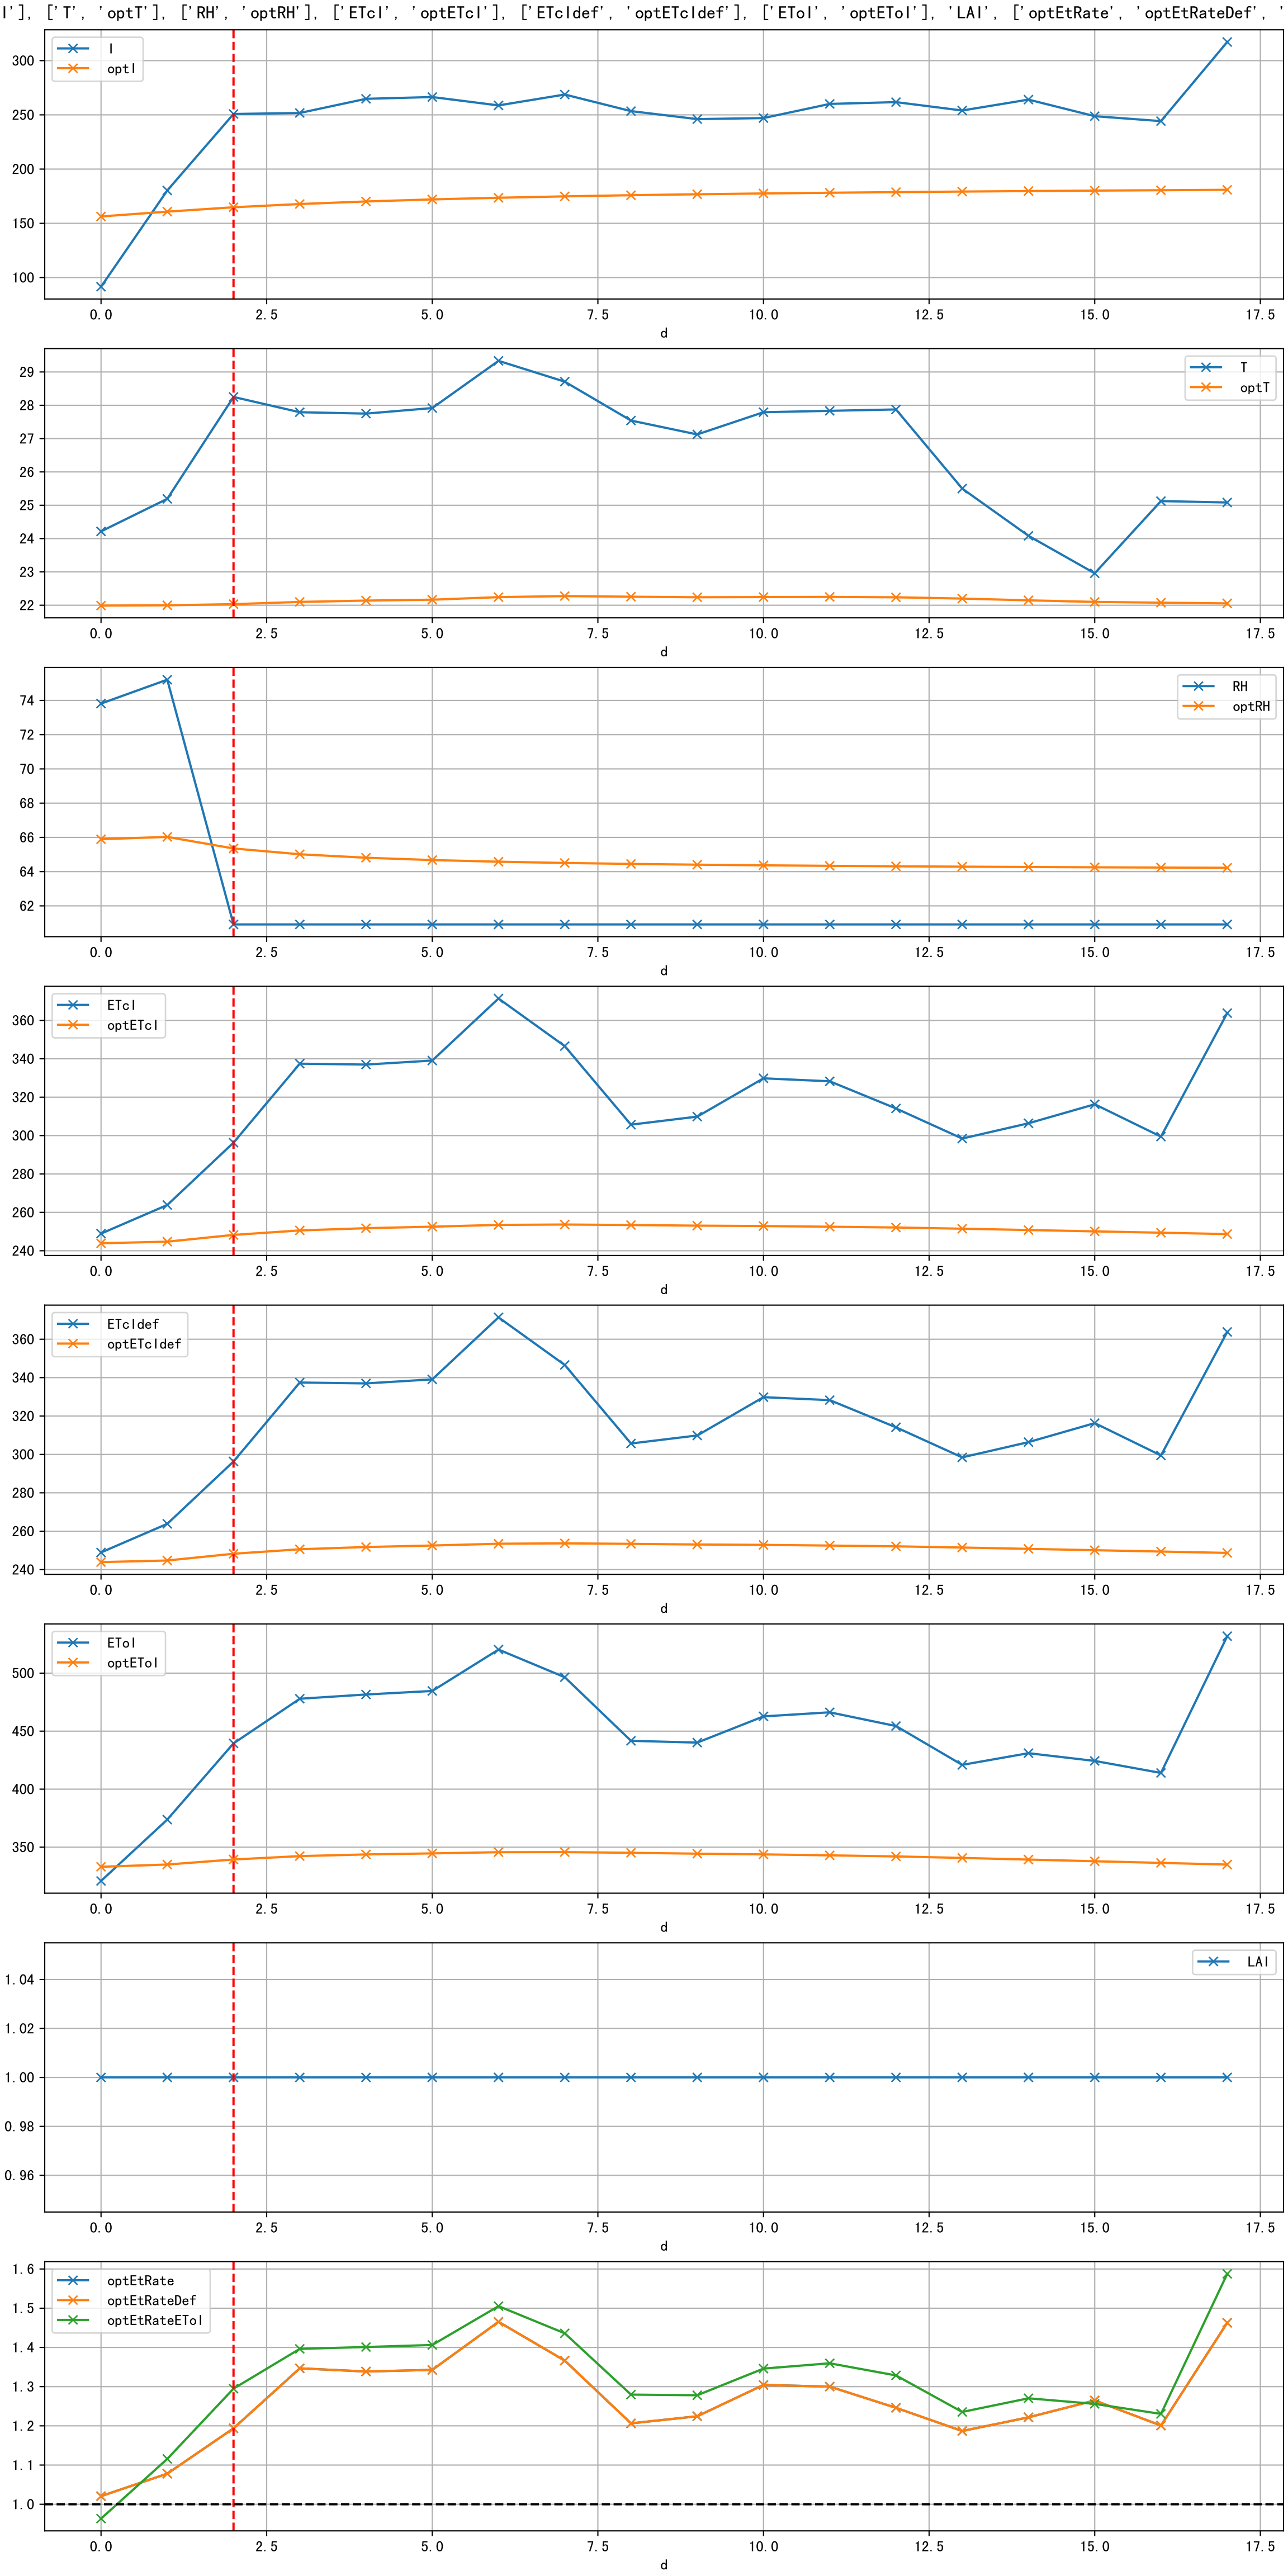 I'], ['T', 'optT'], ['RH', 'optRH'], ['ETcI', 'optETcI'], ['ETcIdef', 'optETcIdef'], ['EToI', 'optEToI'], 'LAI', ['optEtRate', 'optEtRateDef', '
I
optI
300
250
200
150
100
0.0 2.5 5.0 7.5 10.0 12.5 15.0 17.5
d
T
optT
29
28
27
26
25
24
23
22
0.0 2.5 5.0 7.5 10.0 12.5 15.0 17.5
d
RH
optRH
74
72
70
68
66
64
62
0.0 2.5 5.0 7.5 10.0 12.5 15.0 17.5
d
ETcI
optETcI
360
340
320
300
280
260
240
0.0 2.5 5.0 7.5 10.0 12.5 15.0 17.5
d
ETcIdef
optETcIdef
360
340
320
300
280
260
240
0.0 2.5 5.0 7.5 10.0 12.5 15.0 17.5
d
EToI
optEToI
500
450
400
350
0.0 2.5 5.0 7.5 10.0 12.5 15.0 17.5
d
LAI
1.04
1.02
1.00
0.98
0.96
0.0 2.5 5.0 7.5 10.0 12.5 15.0 17.5
d
optEtRate
optEtRateDef
optEtRateEToI
1.6
1.5
1.4
1.3
1.2
1.1
1.0
0.0 2.5 5.0 7.5 10.0 12.5 15.0 17.5
d